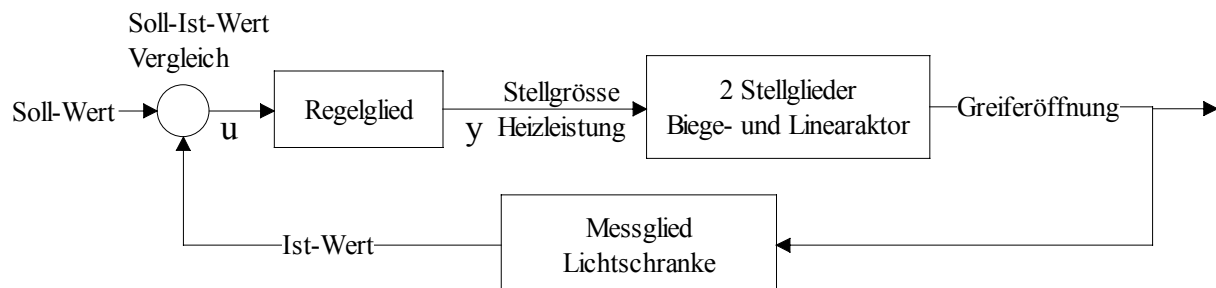 Soll-Ist-Wert
Vergleich
Soll-Wert
u
Regelglied
y
Stellgrösse
Heizleistung
2 Stellglieder
Biege- und Linearaktor
Greiferöffnung
Ist-Wert
Messglied
Lichtschranke